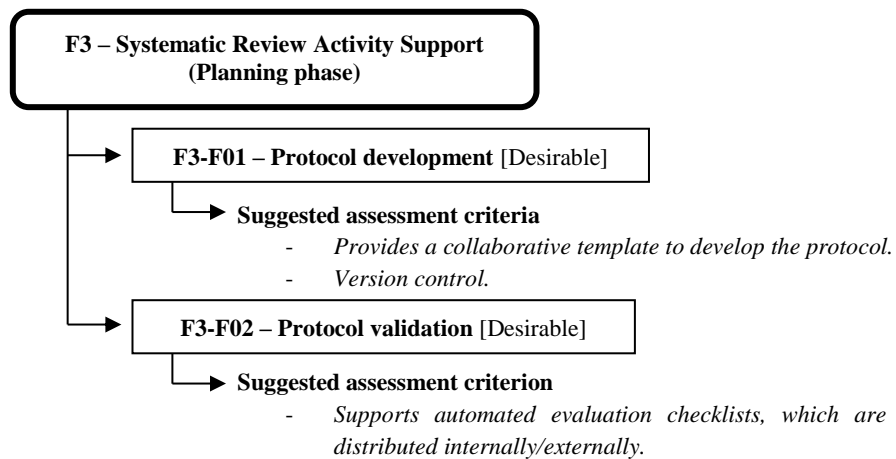 F3 – Systematic Review Activity Support
(Planning phase)
F3-F01 – Protocol development [Desirable]
Suggested assessment criteria
- Provides a collaborative template to develop the protocol.
- Version control.
F3-F02 – Protocol validation [Desirable]
Suggested assessment criterion
- Supports automated evaluation checklists, which are
distributed internally/externally.